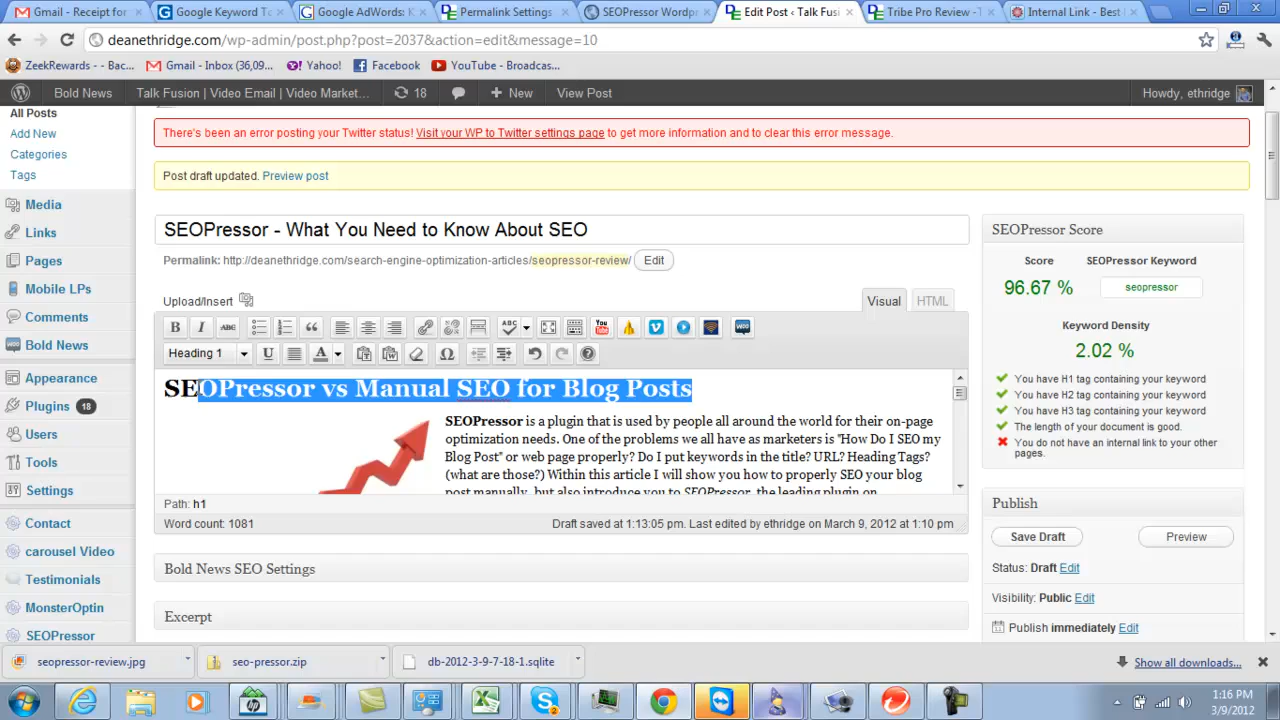 Gmail - Receipt for
Google Keyword To
Google AdWords: K
Permalink Settings
SEOPressor Wordpr
Edit Post ‹ Talk Fusi
Tribe Pro Review - T
Internal Link - Best
deanethridge.com/wp-admin/post.php?post=2037&action=edit&message=10
ZeekRewards - - Bac...
Gmail - Inbox (36,09...
Yahoo!
Facebook
YouTube - Broadcas...
Bold News
Talk Fusion | Video Email | Video Market...
18
New
View Post
Howdy, ethridge
All Posts
Add New
Categories
Tags
Media
Links
Pages
Mobile LPs
Comments
Bold News
Appearance
Plugins 18
Users
Tools
Settings
Contact
carousel Video
Testimonials
MonsterOptin
SEOPressor
There's been an error posting your Twitter status! Visit your WP to Twitter settings page to get more information and to clear this error message.
Post draft updated. Preview post
SEOPressor - What You Need to Know About SEO
Permalink: http://deanethridge.com/search-engine-optimization-articles/seopressor-review/ Edit
Upload/Insert
Visual
HTML
B I ABC
ABC
You Tube
Heading 1
U
A
SEOPressor vs Manual SEO for Blog Posts
SEOPressor is a plugin that is used by people all around the world for their on-page
optimization needs. One of the problems we all have as marketers is "How Do I SEO my
Blog Post" or web page properly? Do I put keywords in the title? URL? Heading Tags?
(what are those?) Within this article I will show you how to properly SEO your blog
post manually, but also introduce you to SEOPressor, the leading plugin on
Path: h1
Word count: 1081
Draft saved at 1:13:05 pm. Last edited by ethridge on March 9, 2012 at 1:10 pm
Bold News SEO Settings
Excerpt
SEOPressor Score
Score
SEOPressor Keyword
96.67 %
seopressor
Keyword Density
2.02 %
You have H1 tag containing your keyword
You have H2 tag containing your keyword
You have H3 tag containing your keyword
The length of your document is good.
You do not have an internal link to your other
pages.
Publish
Save Draft
Preview
Status: Draft Edit
Visibility: Public Edit
Publish immediately Edit
seopressor-review.jpg
seo-pressor.zip
db-2012-3-9-7-18-1.sqlite
Show all downloads...
1:16 PM
3/9/2012